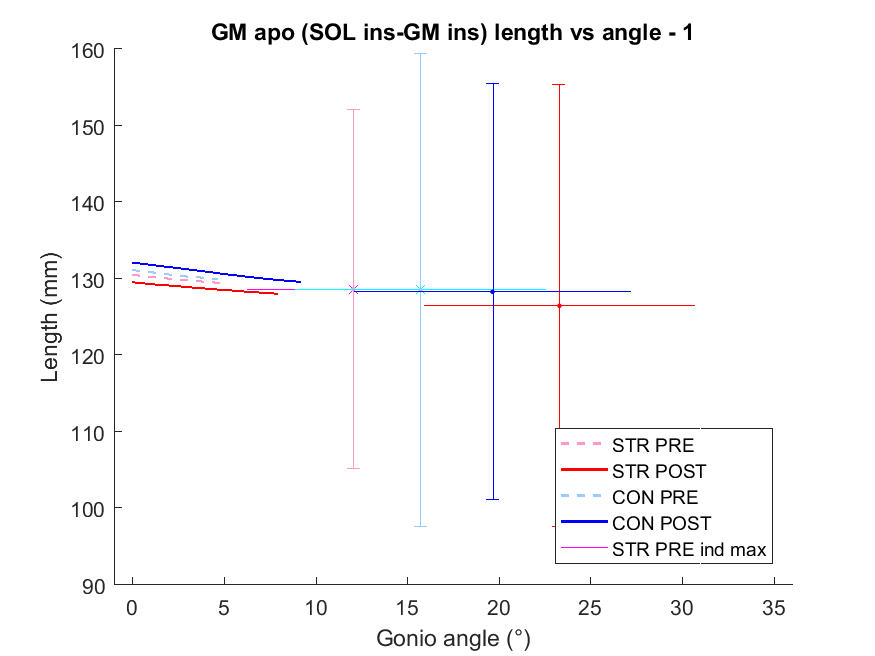 GM apo (SOL ins-GM ins) length vs angle - 1
160
150
140
130
120
110
100
90
Length (mm)
0 5 10 15 20 25 30 35
Gonio angle (°)
STR PRE
STR POST
CON PRE
CON POST
STR PRE ind max